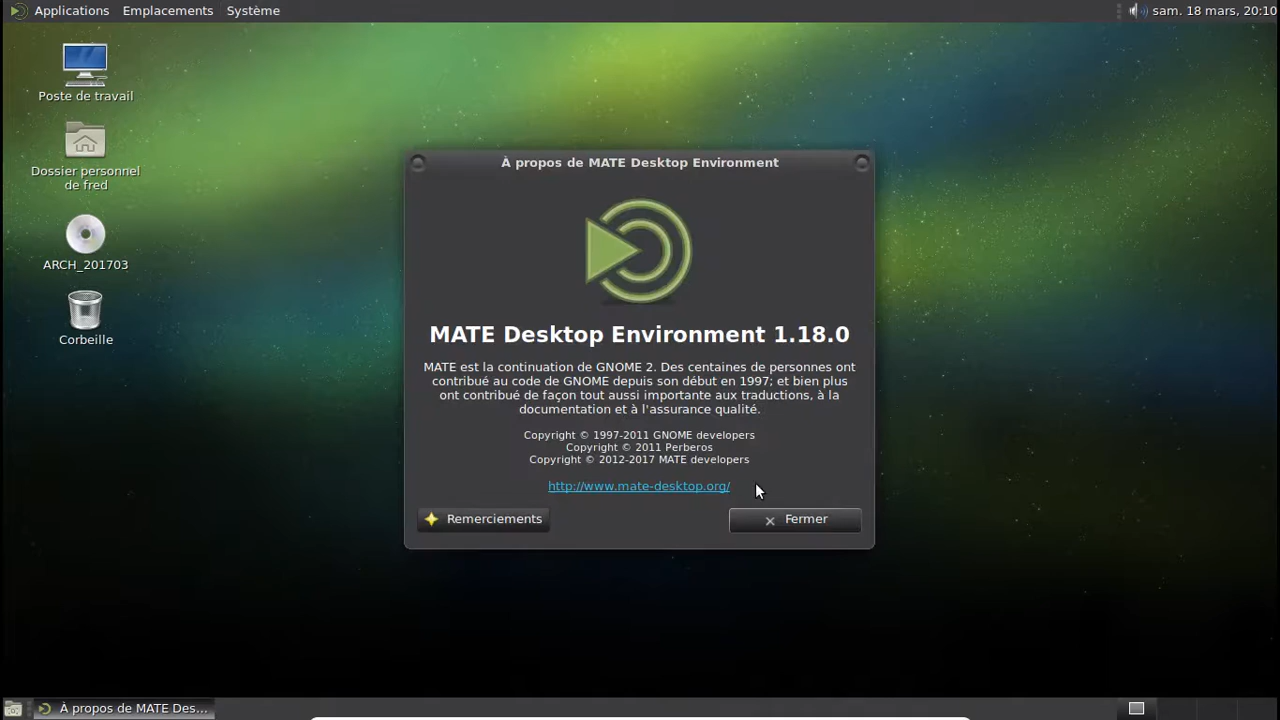 Applications Emplacements Système
sam. 18 mars, 20:10
Poste de travail
Dossier personnel
de fred
ARCH_201703
Corbeille
À propos de MATE Desktop Environment
MATE Desktop Environment 1.18.0
MATE est la continuation de GNOME 2. Des centaines de personnes ont
contribué au code de GNOME depuis son début en 1997; et bien plus
ont contribué de façon tout aussi importante aux traductions, à la
documentation et à l'assurance qualité.
Copyright © 1997-2011 GNOME developers
Copyright © 2011 Perberos
Copyright © 2012-2017 MATE developers
http://www.mate-desktop.org/
Remerciements
Fermer
À propos de MATE Des...